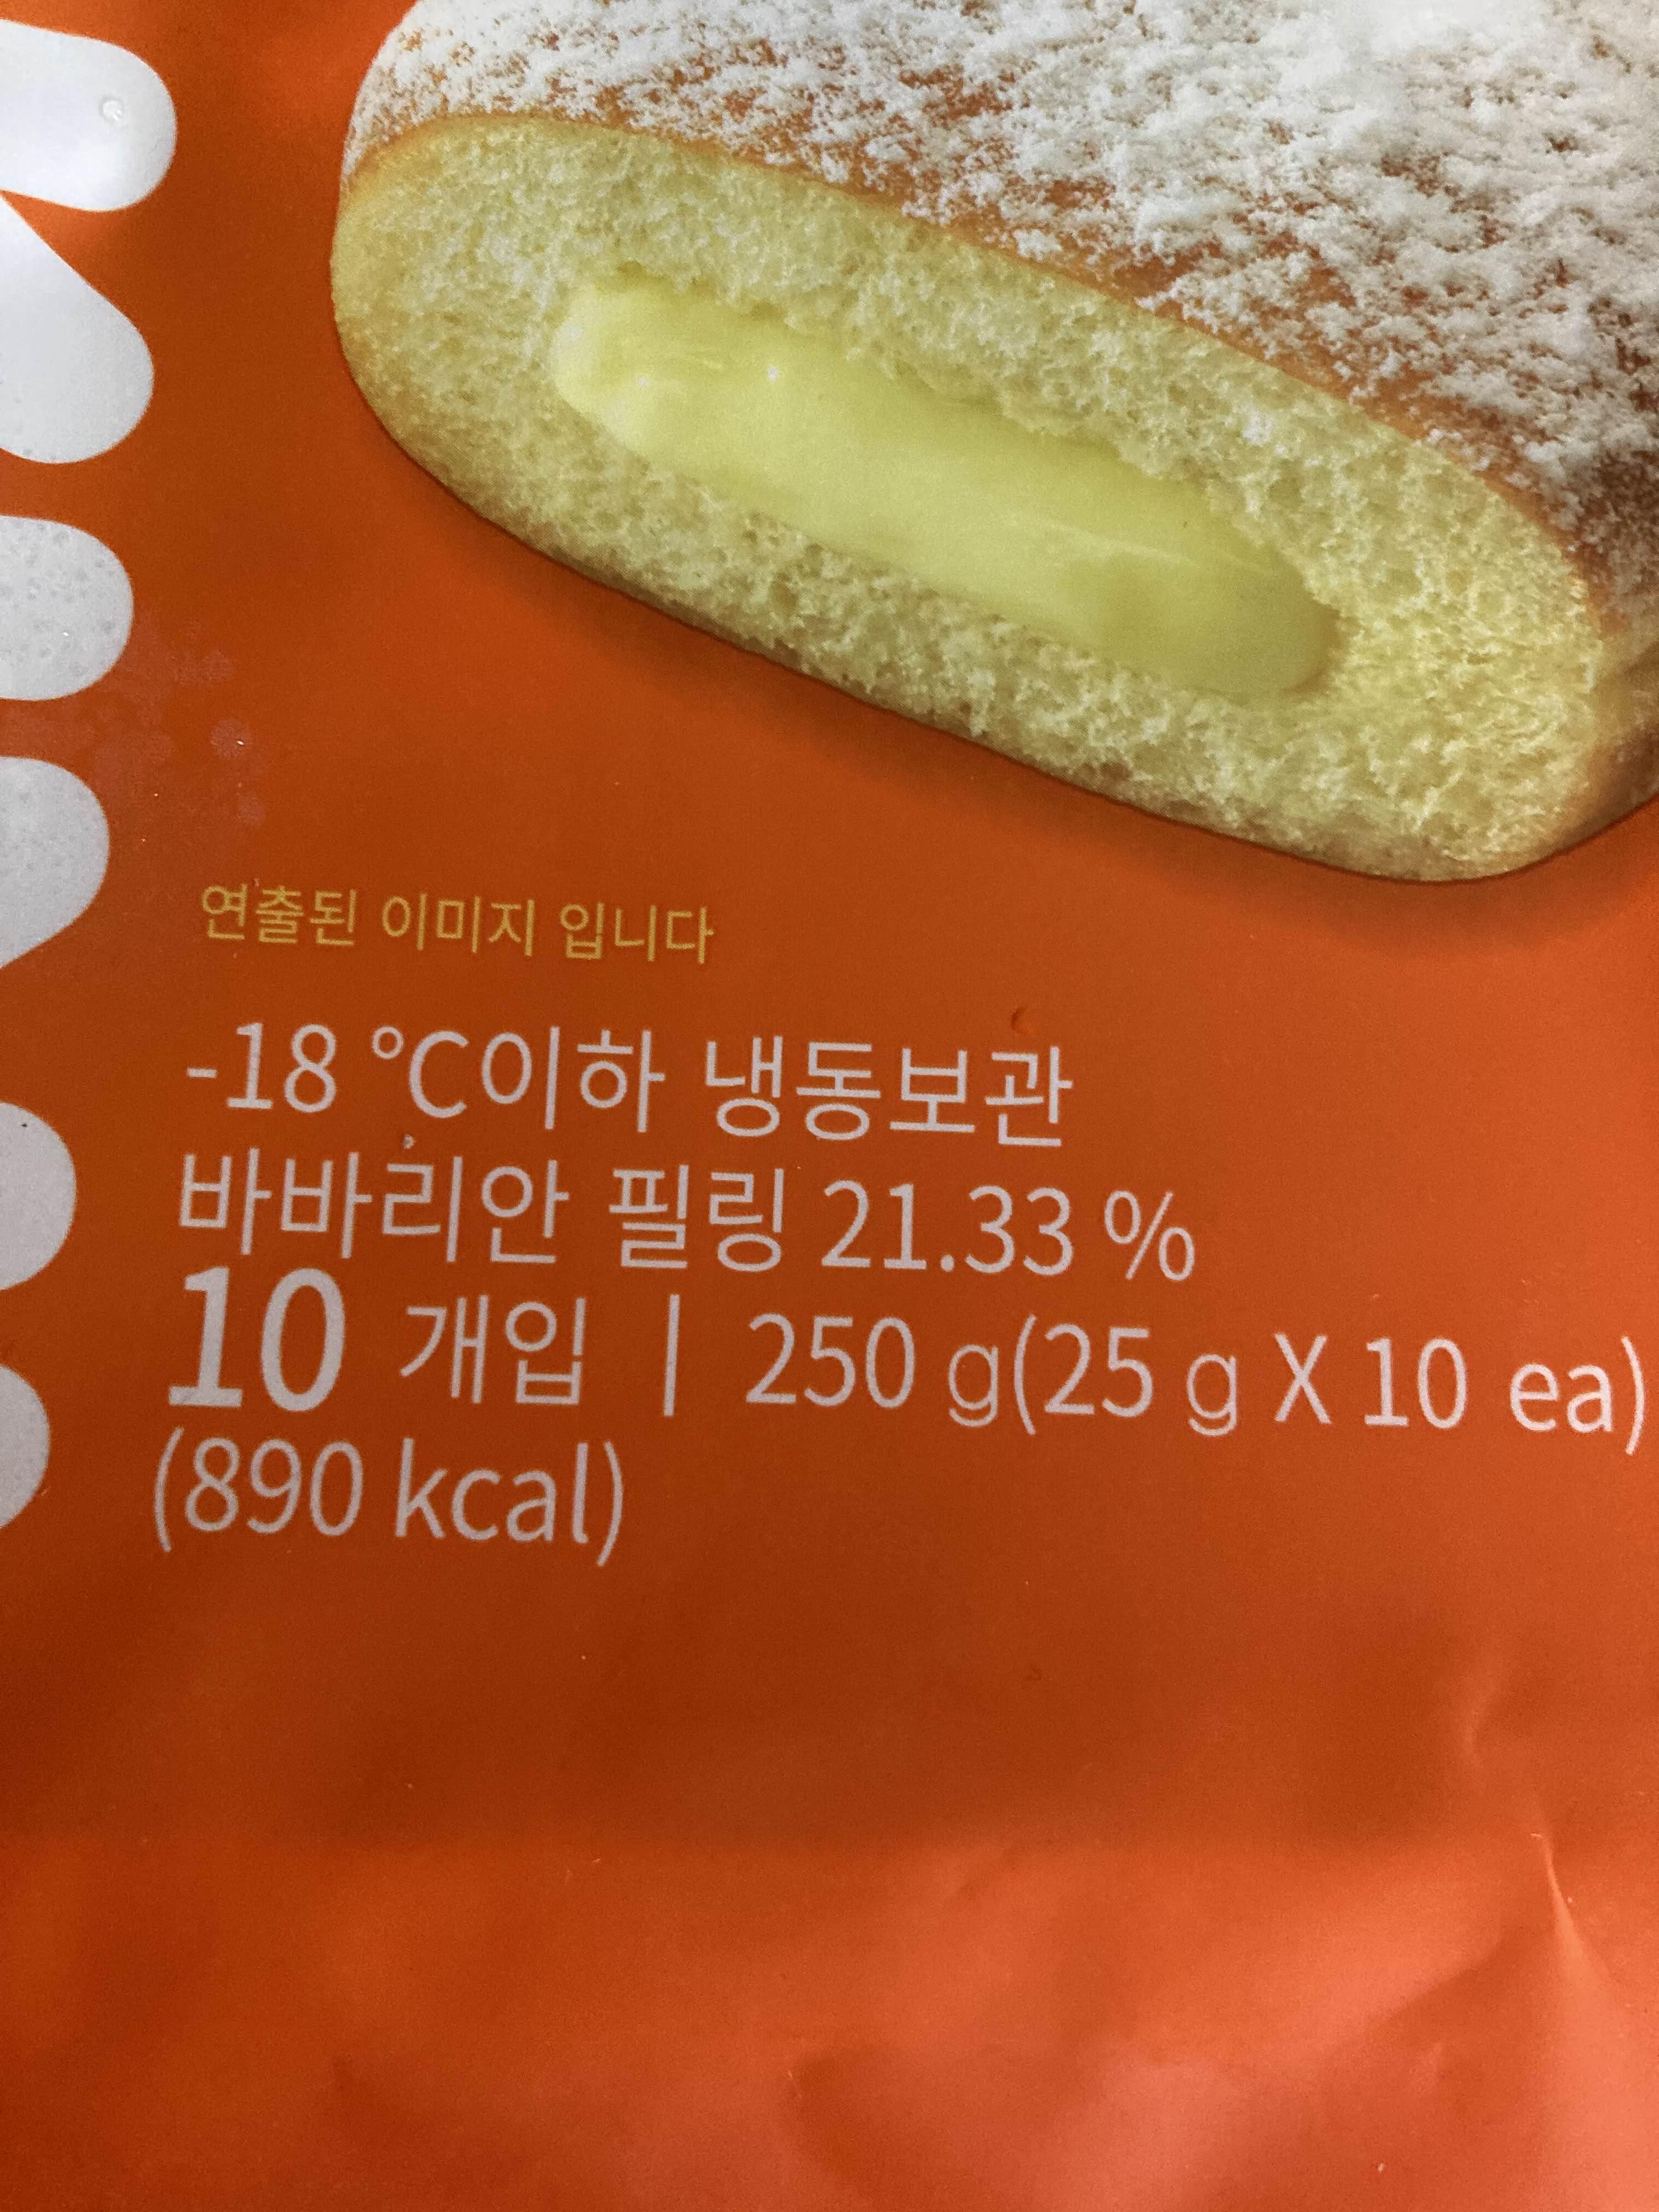 연출된 이미지 입니다
-18 ℃이하 냉동보관
바바리안 필링 21.33 %
10 개입 | 250 g(25 g X 10 ea)
(890 kcal)